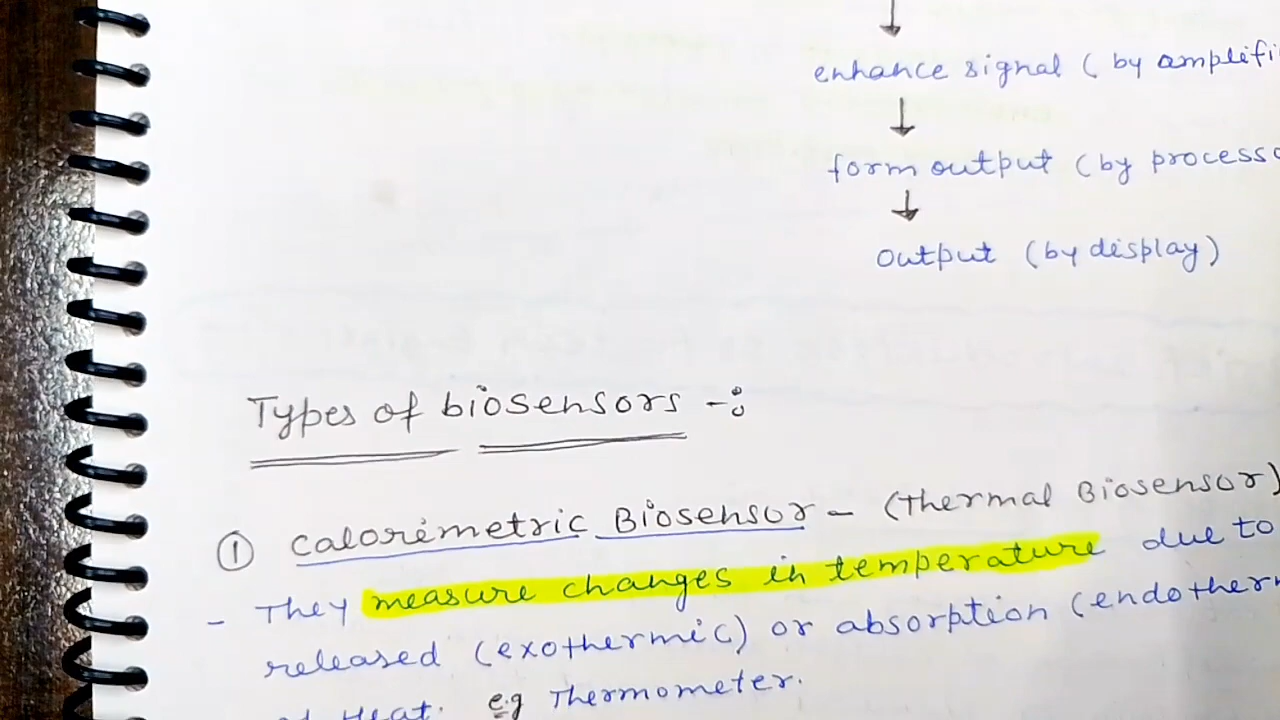 enhance signal ( by amplifi
↓
form output ( by process
↓
output ( by display )
Types of biosensors -:
① Calorimetric Biosensor - ( Thermal Biosensor )
- They measure changes in temperature due to
released ( exothermic ) or absorption ( endother
of Heat. e.g Thermometer.